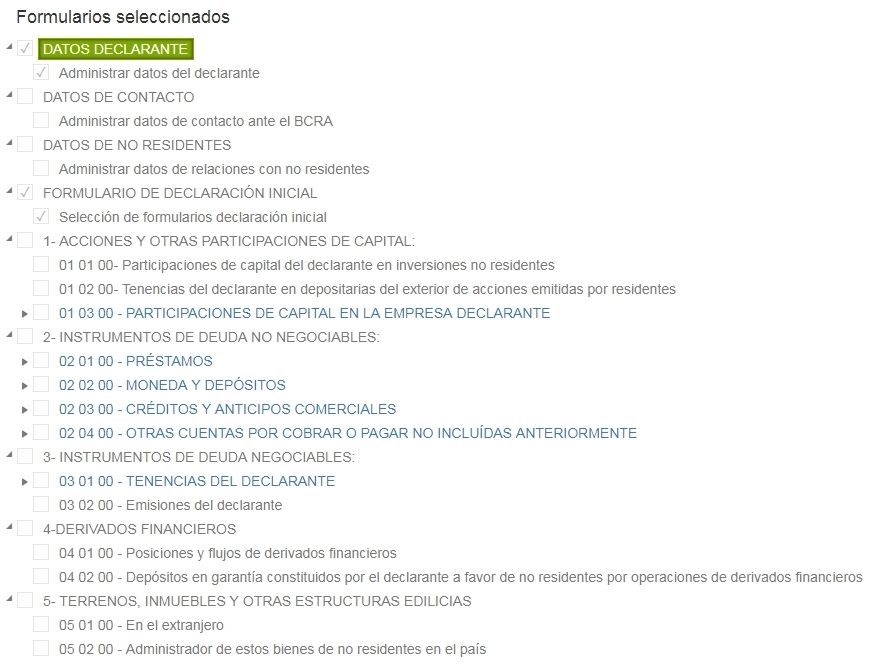 Formularios seleccionados
DATOS DECLARANTE
Administrar datos del declarante
DATOS DE CONTACTO
Administrar datos de contacto ante el BCRA
DATOS DE NO RESIDENTES
Administrar datos de relaciones con no residentes
FORMULARIO DE DECLARACIÓN INICIAL
Selección de formularios declaración inicial
1- ACCIONES Y OTRAS PARTICIPACIONES DE CAPITAL:
01 01 00- Participaciones de capital del declarante en inversiones no residentes
01 02 00- Tenencias del declarante en depositarias del exterior de acciones emitidas por residentes
01 03 00 - PARTICIPACIONES DE CAPITAL EN LA EMPRESA DECLARANTE
2- INSTRUMENTOS DE DEUDA NO NEGOCIABLES:
02 01 00 - PRÉSTAMOS
02 02 00 - MONEDA Y DEPÓSITOS
02 03 00 - CRÉDITOS Y ANTICIPOS COMERCIALES
02 04 00 - OTRAS CUENTAS POR COBRAR O PAGAR NO INCLUÍDAS ANTERIORMENTE
3- INSTRUMENTOS DE DEUDA NEGOCIABLES:
03 01 00 - TENENCIAS DEL DECLARANTE
03 02 00 - Emisiones del declarante
4-DERIVADOS FINANCIEROS
04 01 00 - Posiciones y flujos de derivados financieros
04 02 00 - Depósitos en garantía constituidos por el declarante a favor de no residentes por operaciones de derivados financieros
5- TERRENOS, INMUEBLES Y OTRAS ESTRUCTURAS EDILICIAS
05 01 00 - En el extranjero
05 02 00 - Administrador de estos bienes de no residentes en el país